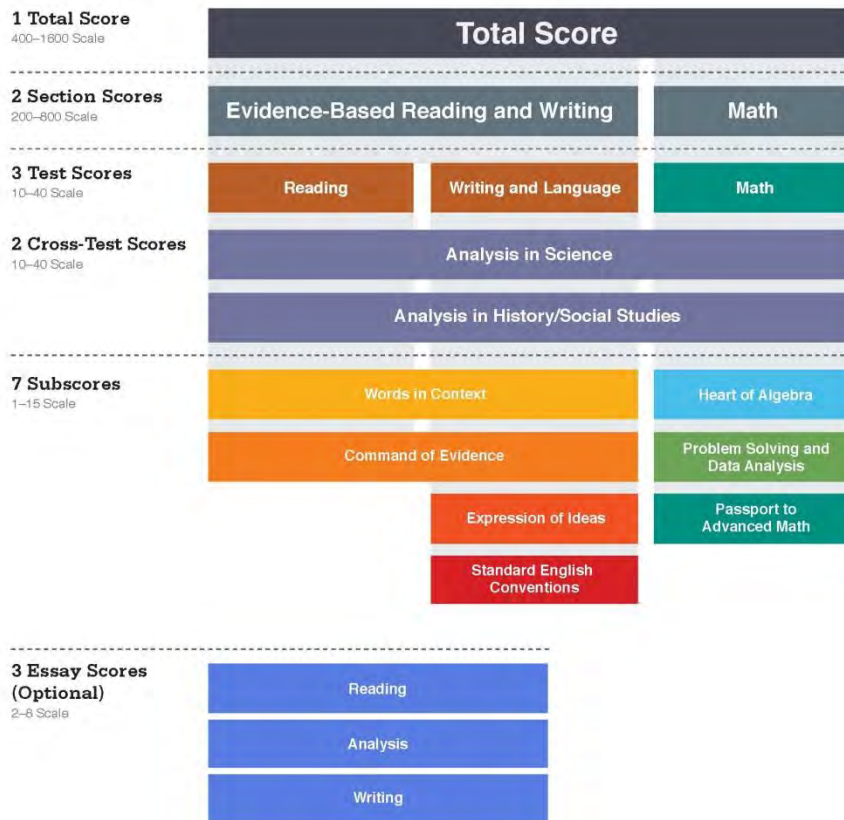 1 Total Score
400–1600 Scale
Total Score
2 Section Scores
200–800 Scale
Evidence-Based Reading and Writing
Math
3 Test Scores
10–40 Scale
Reading
Writing and Language
Math
2 Cross-Test Scores
10–40 Scale
Analysis in Science
Analysis in History/Social Studies
7 Subscores
1–15 Scale
Words in Context
Heart of Algebra
Command of Evidence
Problem Solving and
Data Analysis
Expression of Ideas
Passport to
Advanced Math
Standard English
Conventions
3 Essay Scores
(Optional)
2–8 Scale
Reading
Analysis
Writing